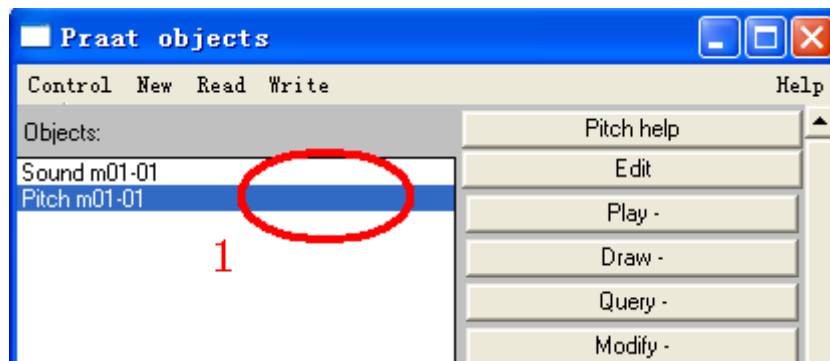 Praat objects
Control New Read Write Help
Objects:
Sound m01-01
Pitch m01-01
1
Pitch help
Edit
Play -
Draw -
Query -
Modify -